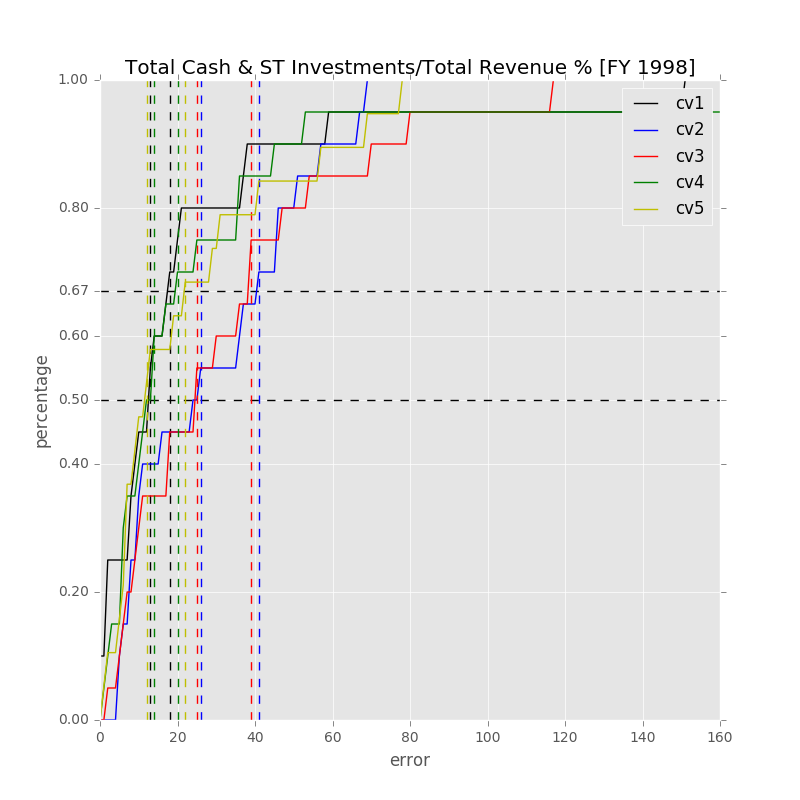 Total Cash & ST Investments/Total Revenue % [FY 1998]
1.00
0.80
0.67
0.60
0.50
0.40
0.20
0.00
percentage
cv1
cv2
cv3
cv4
cv5
0 20 40 60 80 100 120 140 160
error